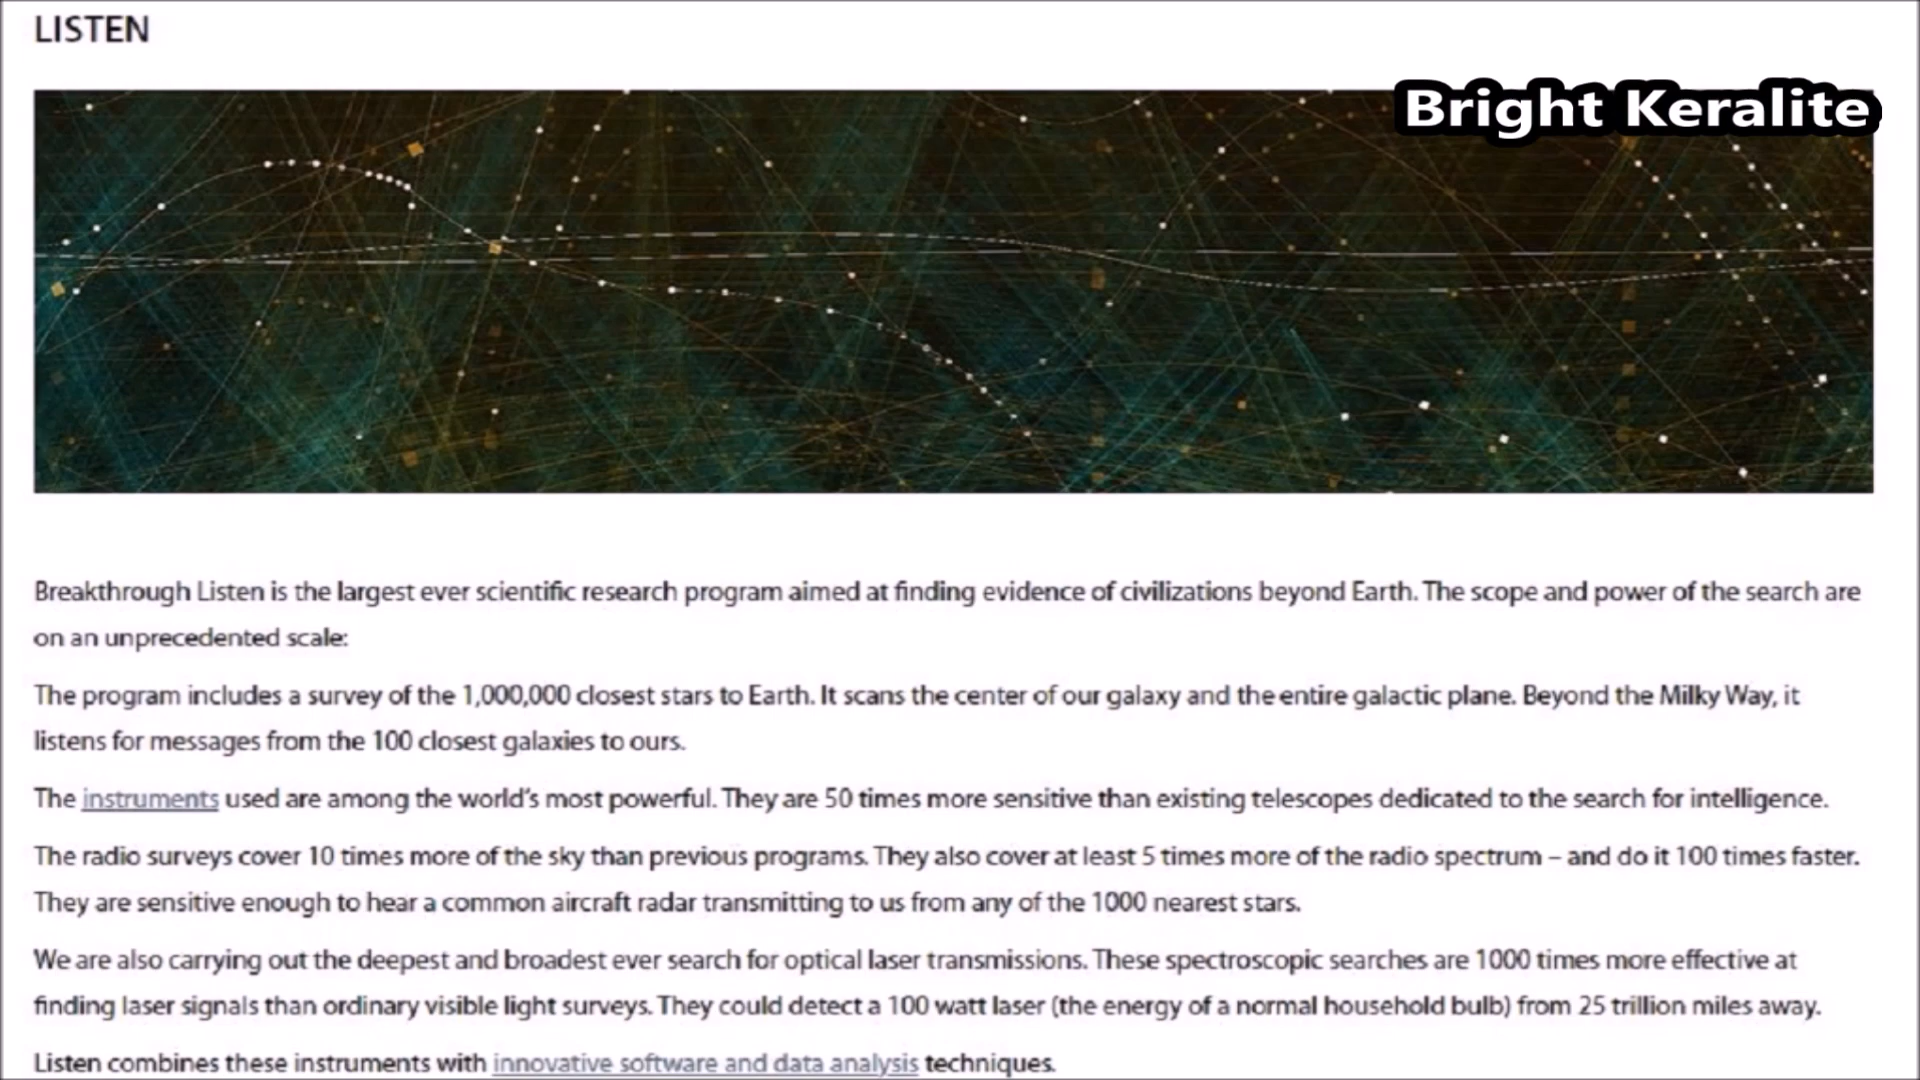 LISTEN
Bright Keralite
Breakthrough Listen is the largest ever scientific research program aimed at finding evidence of civilizations beyond Earth. The scope and power of the search are
on an unprecedented scale:
The program includes a survey of the 1,000,000 closest stars to Earth. It scans the center of our galaxy and the entire galactic plane. Beyond the Milky Way, it
listens for messages from the 100 closest galaxies to ours.
The instruments used are among the world's most powerful. They are 50 times more sensitive than existing telescopes dedicated to the search for intelligence.
The radio surveys cover 10 times more of the sky than previous programs. They also cover at least 5 times more of the radio spectrum – and do it 100 times faster.
They are sensitive enough to hear a common aircraft radar transmitting to us from any of the 1000 nearest stars.
We are also carrying out the deepest and broadest ever search for optical laser transmissions. These spectroscopic searches are 1000 times more effective at
finding laser signals than ordinary visible light surveys. They could detect a 100 watt laser (the energy of a normal household bulb) from 25 trillion miles away.
Listen combines these instruments with innovative software and data analysis techniques.